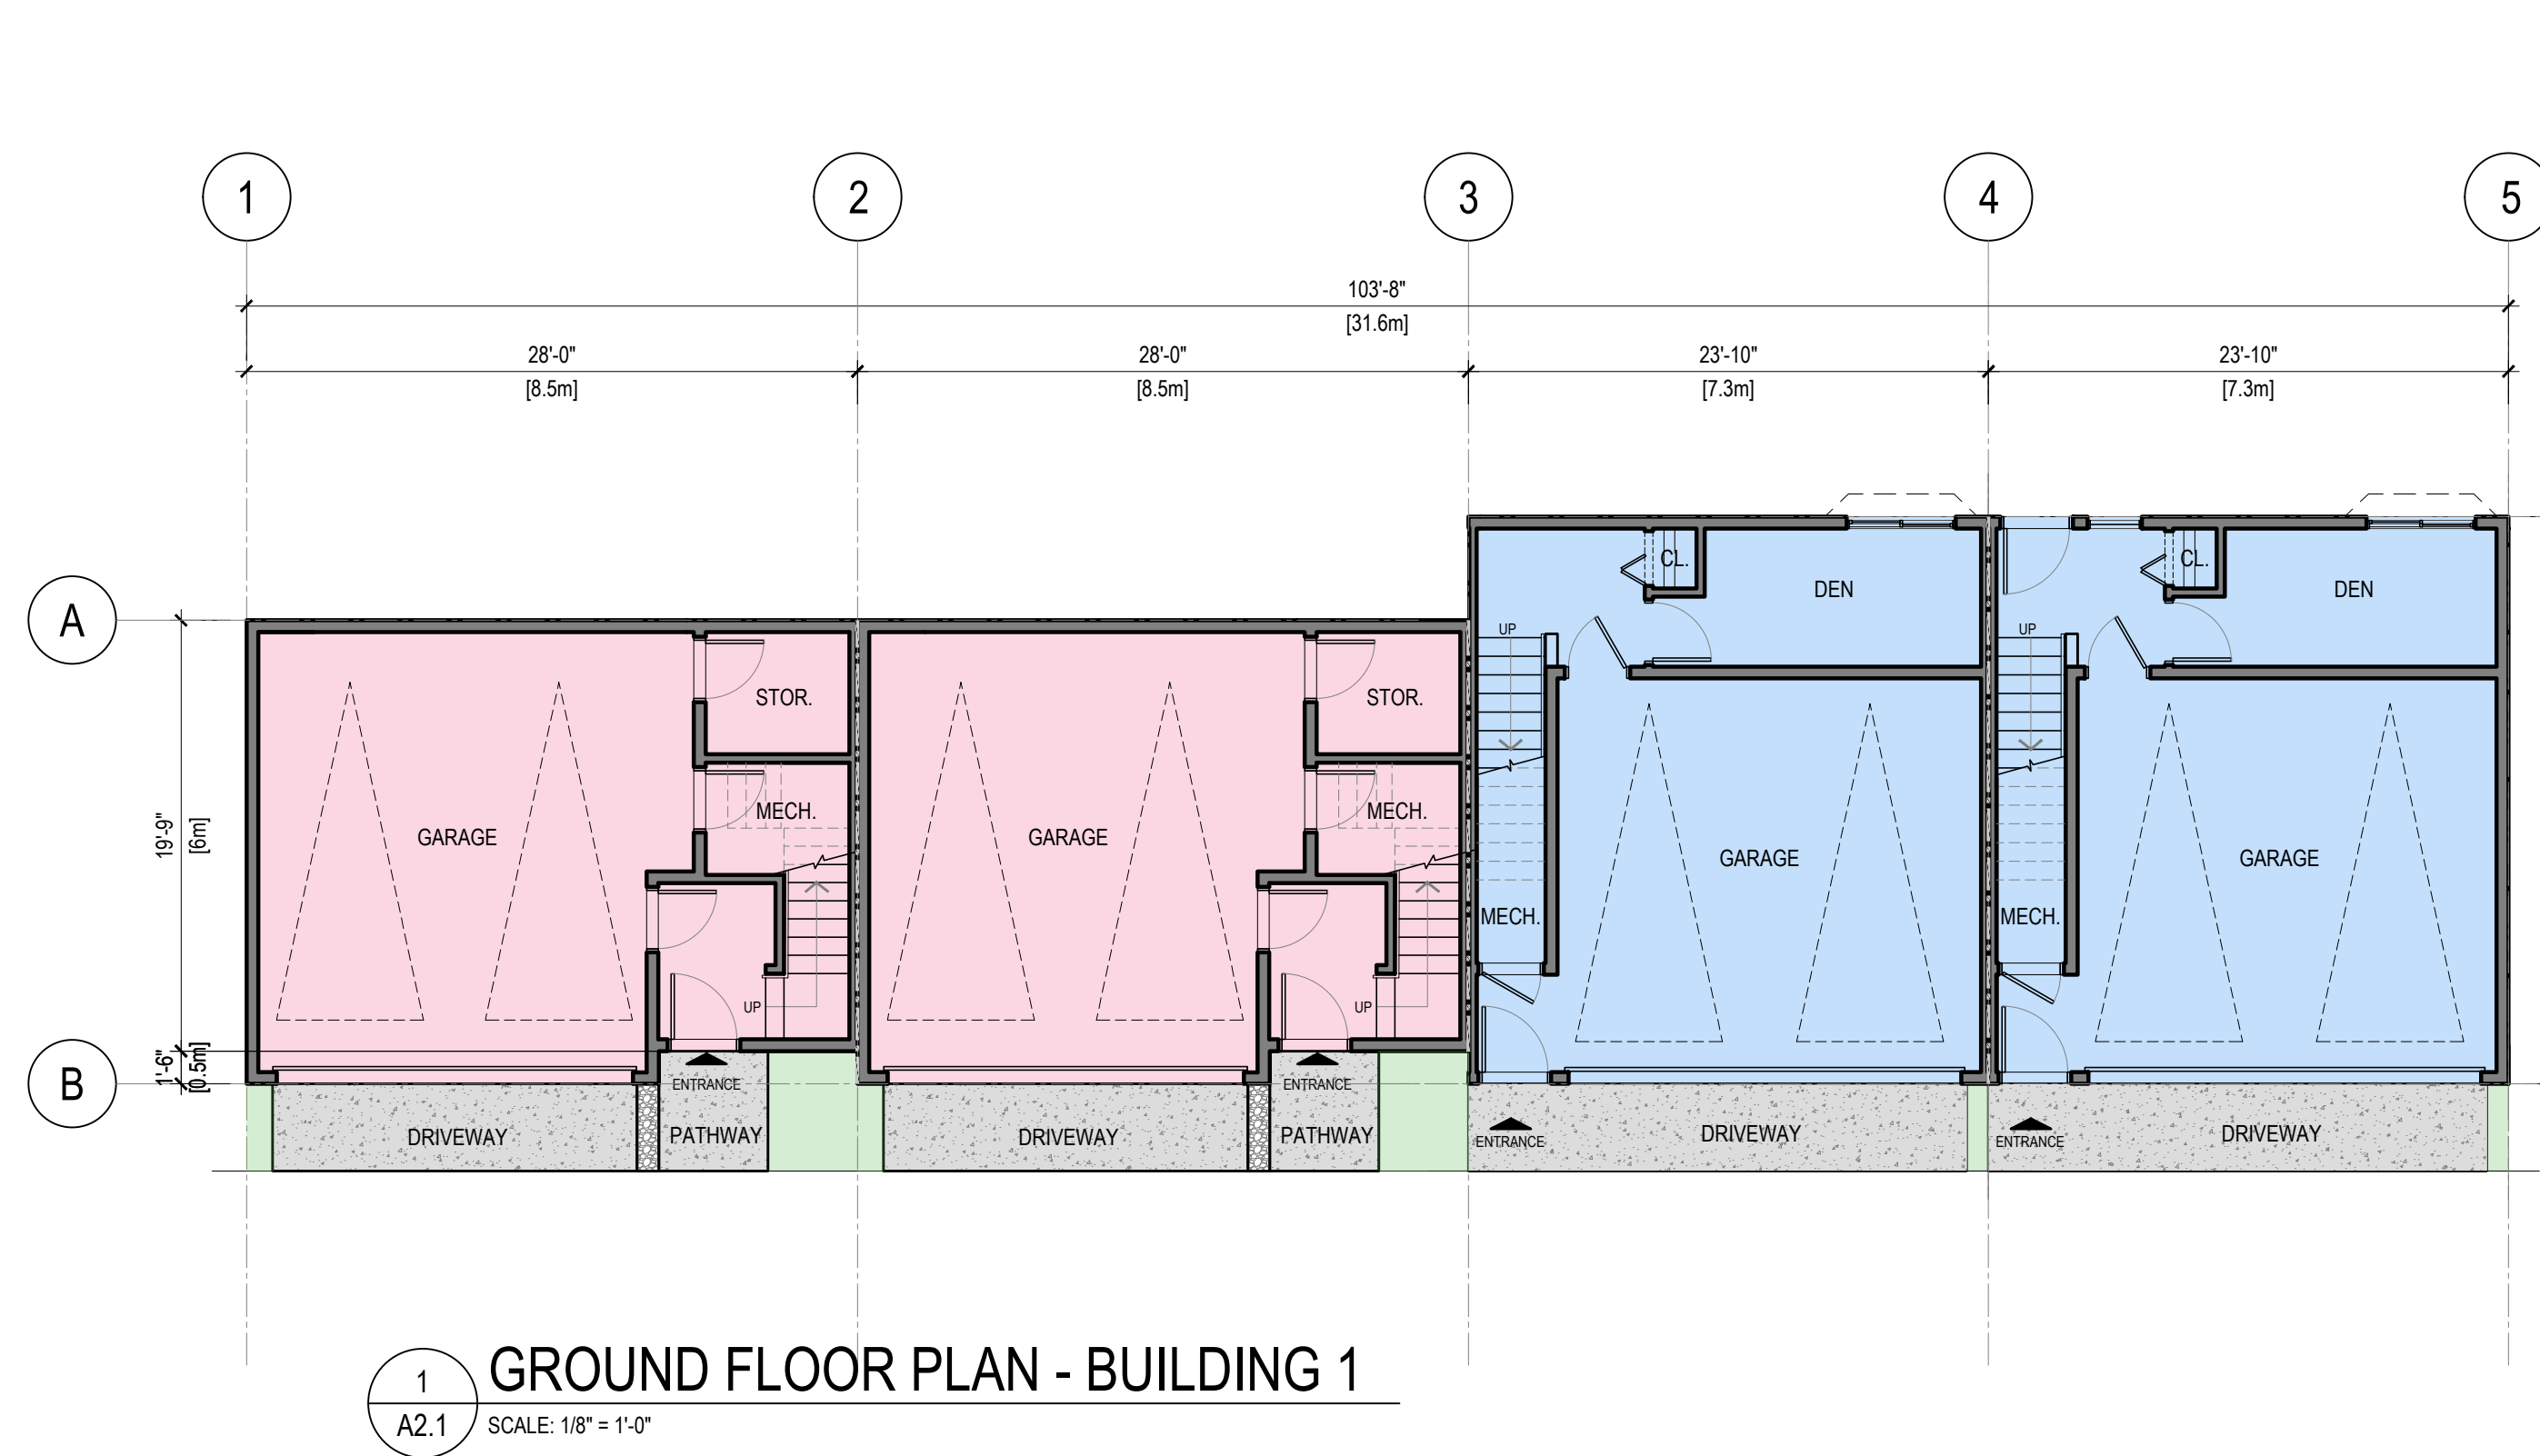 1 2 3 4 5
103'-8"
[31.6m]
28'-0" 28'-0" 23'-10" 23'-10"
[8.5m] [8.5m] [7.3m] [7.3m]
A
CL. DEN CL. DEN
UP UP
STOR. STOR.
MECH. MECH.
19'-9"
[6m]
GARAGE GARAGE GARAGE GARAGE
MECH. MECH.
UP UP
1'-6"
[0.5m]
B
ENTRANCE ENTRANCE
DRIVEWAY PATHWAY DRIVEWAY PATHWAY ENTRANCE DRIVEWAY ENTRANCE DRIVEWAY
1
A2.1
GROUND FLOOR PLAN - BUILDING 1
SCALE: 1/8" = 1'-0"